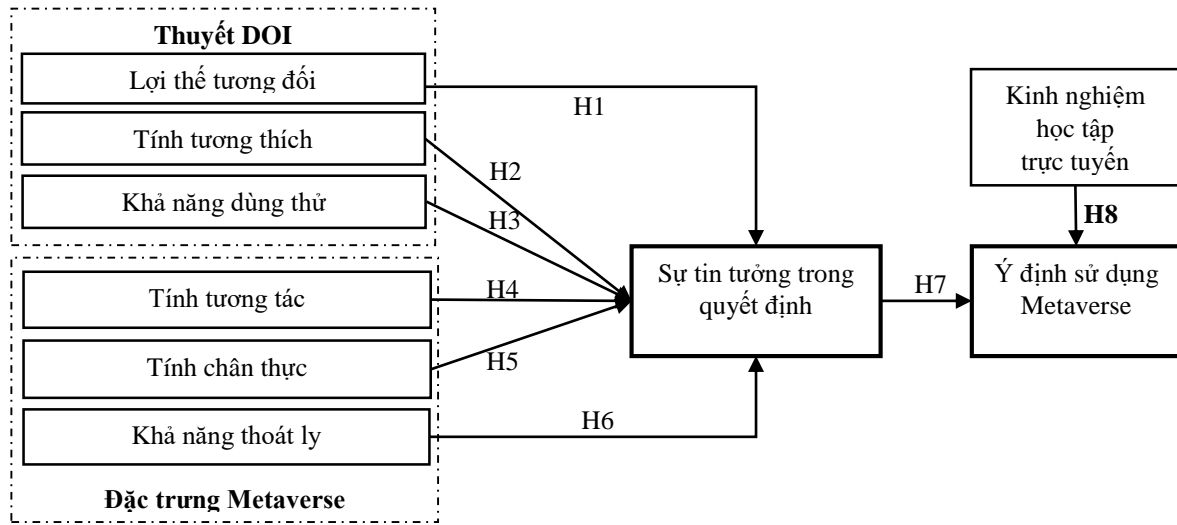 Thuyết DOI
Lợi thế tương đối
Tính tương thích
Khả năng dùng thử
H1
H2
H3
Tính tương tác
Tính chân thực
Khả năng thoát ly
Đặc trưng Metaverse
H4
H5
H6
Sự tin tưởng trong
quyết định
H7
Kinh nghiệm
học tập
trực tuyến
H8
Ý định sử dụng
Metaverse